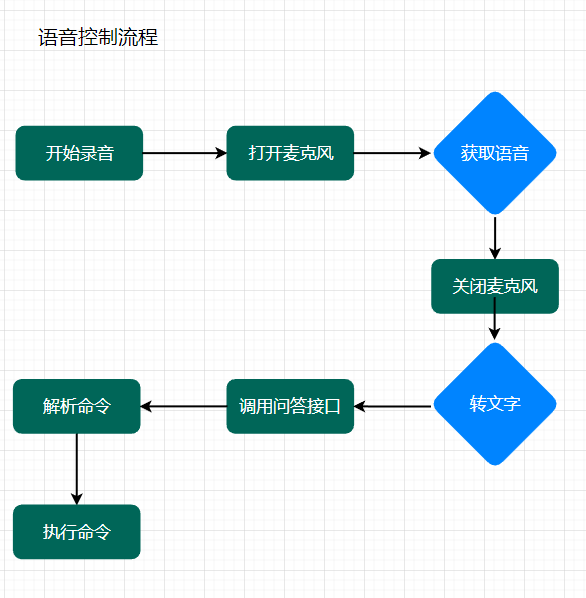 语音控制流程
开始录音
打开麦克风
获取语音
关闭麦克风
转文字
调用问答接口
解析命令
执行命令